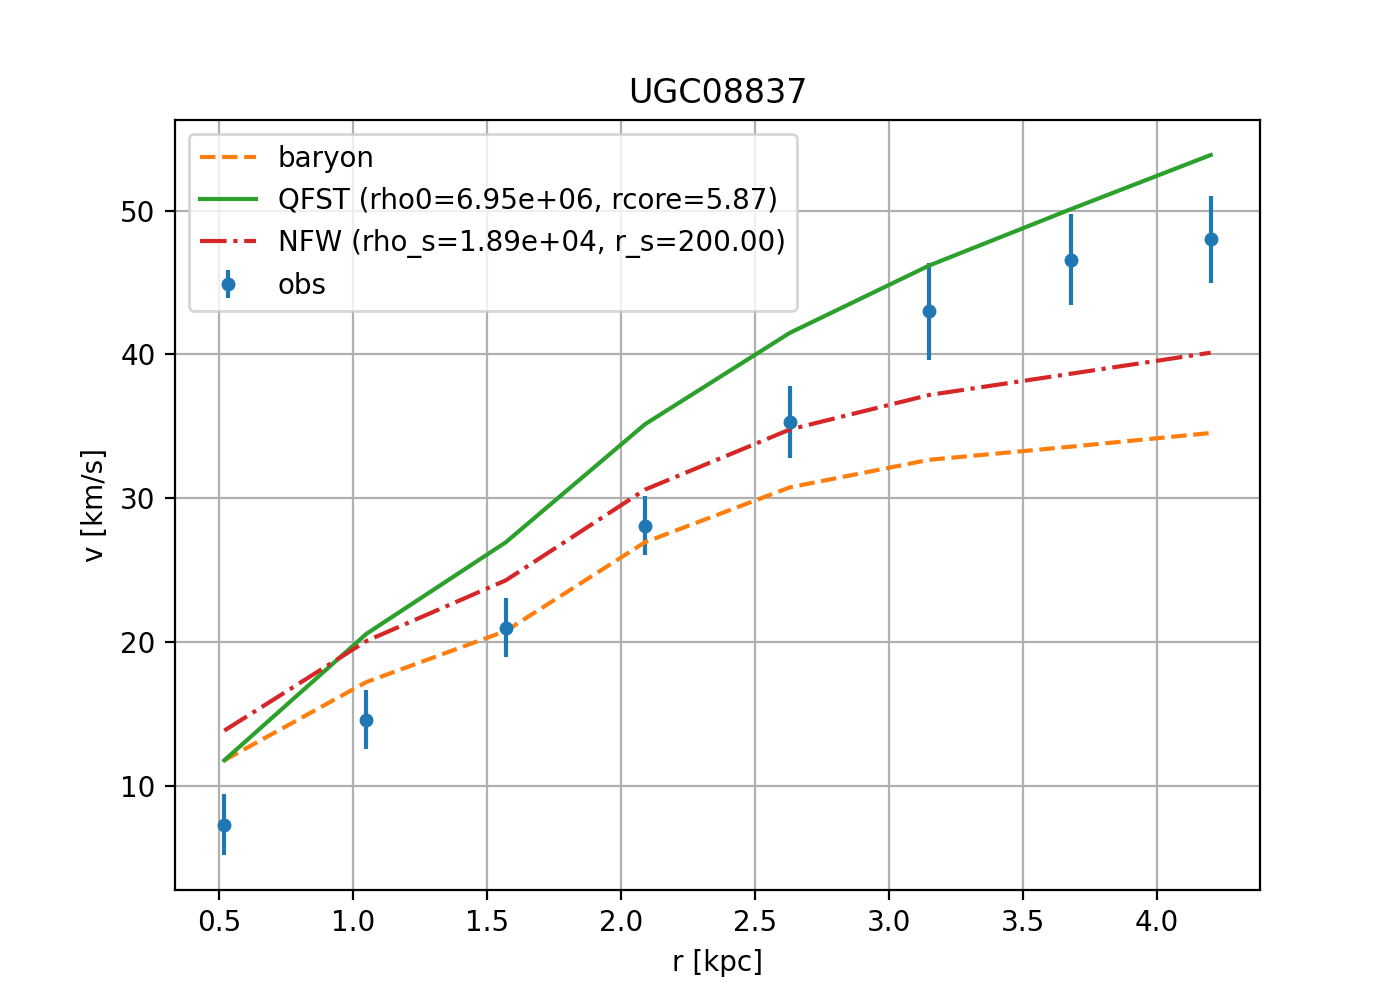 UGC08837
baryon
QFST (rho0=6.95e+06, rcore=5.87)
NFW (rho_s=1.89e+04, r_s=200.00)
obs
50
40
30
20
10
v [km/s]
0.5 1.0 1.5 2.0 2.5 3.0 3.5 4.0
r [kpc]